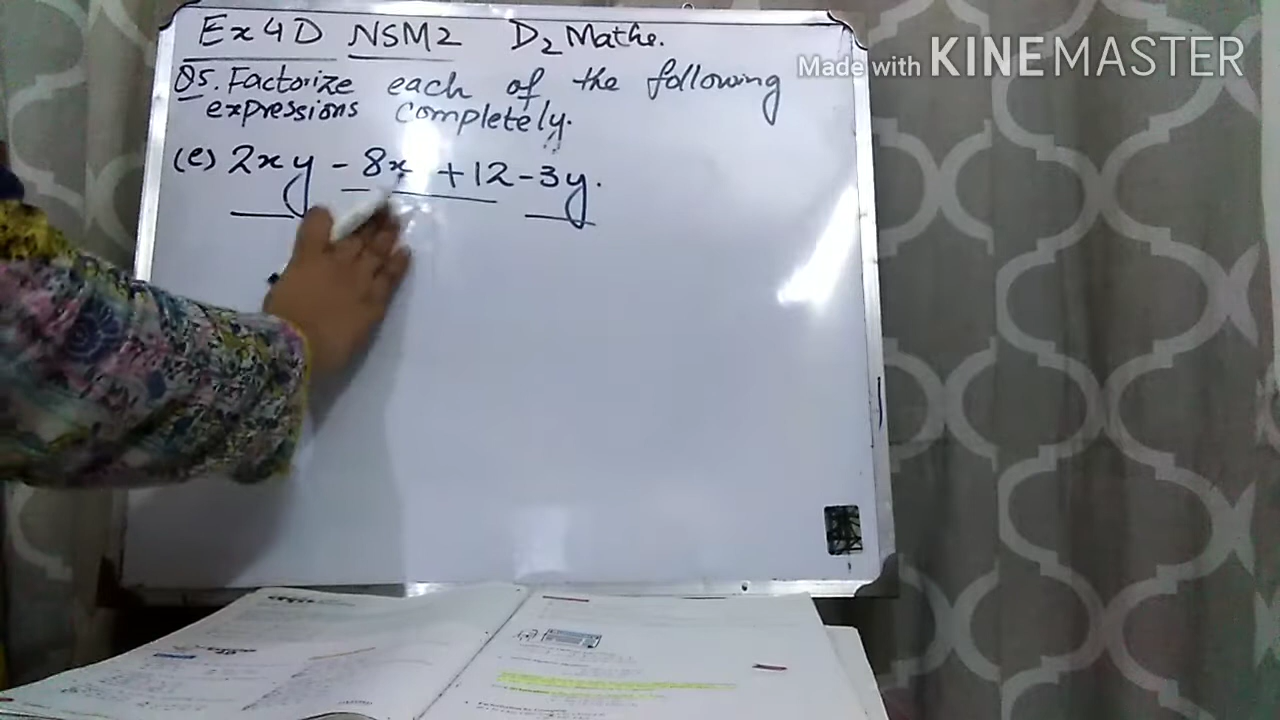 Ex 4D NSM2 D2 Maths.
Made with KINEMASTER
Q5. Factorize each of the following
expressions completely.
(e) 2xy - 8x + 12 - 3y.